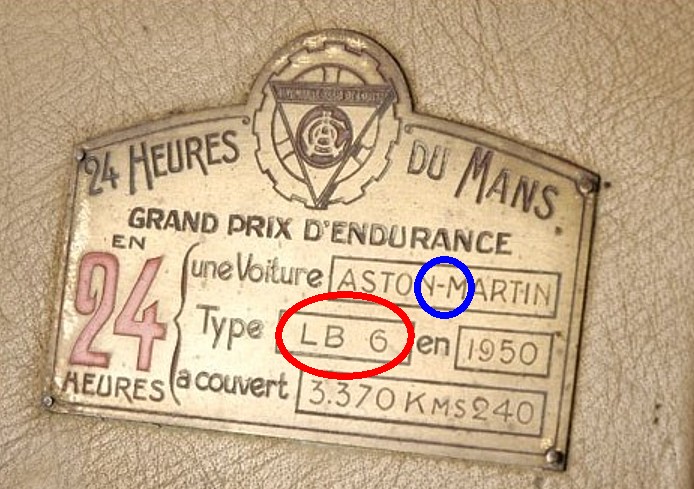 24 HEURES DU MANS
GRAND PRIX D'ENDURANCE
EN
24
HEURES
une Voiture ASTON-MARTIN
Type LB 6 en 1950
a couvert 3.370 KMS 240